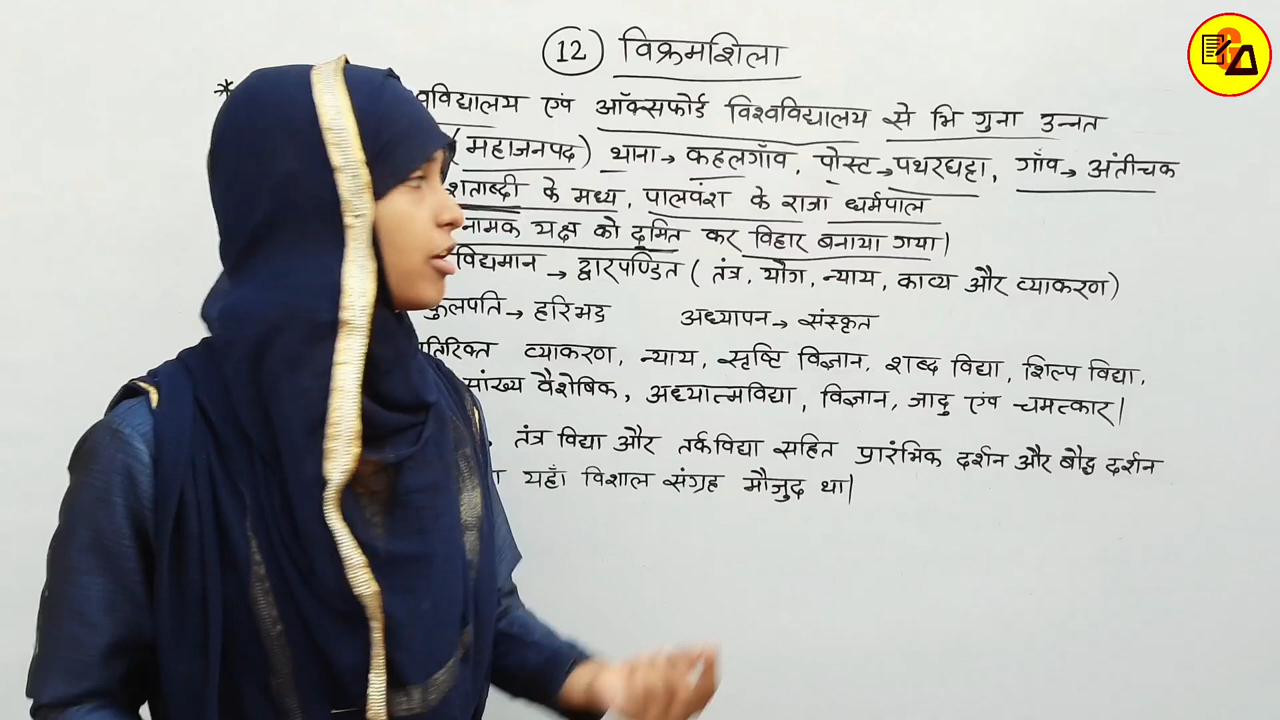 12 विक्रमशिला
* वविद्यालय एवं ऑक्सफोर्ड विश्वविद्यालय से भि गुना उन्नत
(महाजनपद) थाना→ कहलगाँव, पोस्ट→पथरघट्टा, गाँव→ अंतीचक
शताब्दी के मध्य, पालवंश के राजा धर्मपाल
नामक यक्ष को दमित कर विहार बनाया गया|
विद्यमान → द्वारपण्डित ( तंत्र, योग, न्याय, काव्य और व्याकरण)
कुलपति→ हरिभद्र अध्यापन→ संस्कृत
तिरिक्त व्याकरण, न्याय, सृष्टि विज्ञान, शब्द विद्या, शिल्प विद्या,
सांख्य वैशेषिक, अध्यात्मविद्या, विज्ञान, जादु एंव चमत्कार|
तंत्र विद्या और तर्कविद्या सहित प्रारंभिक दर्शन और बौद्ध दर्शन
यहाँ विशाल संग्रह मौजुद था|